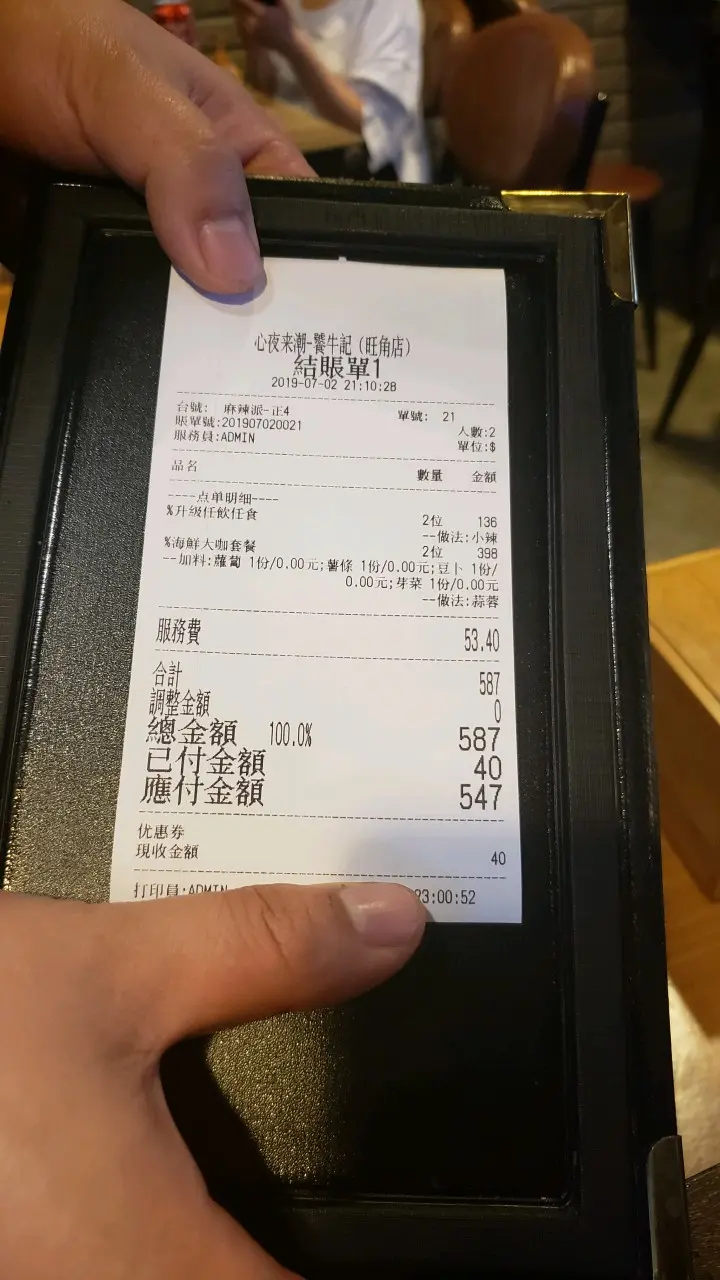 心夜来潮-饕牛記(旺角店)
結賬單1
2019-07-02 21:10:28
台號: 麻辣派-正4 單號: 21
賬單號:201907020021 人數:2
服務員:ADMIN 單位:$
品名 數量 金額
----点单明细----
%升级任飲任食 2位 136
--做法:小辣
%海鮮大咖套餐 2位 398
--加料:蘿蔔 1份/0.00元;薯條 1份/0.00元;豆卜 1份/
0.00元;芽菜 1份/0.00元
--做法:蒜蓉
服務費 53.40
合計 587
調整金額 0
總金額 100.0% 587
已付金額 40
應付金額 547
优惠券
現收金額 40
打印員:ADMIN 23:00:52